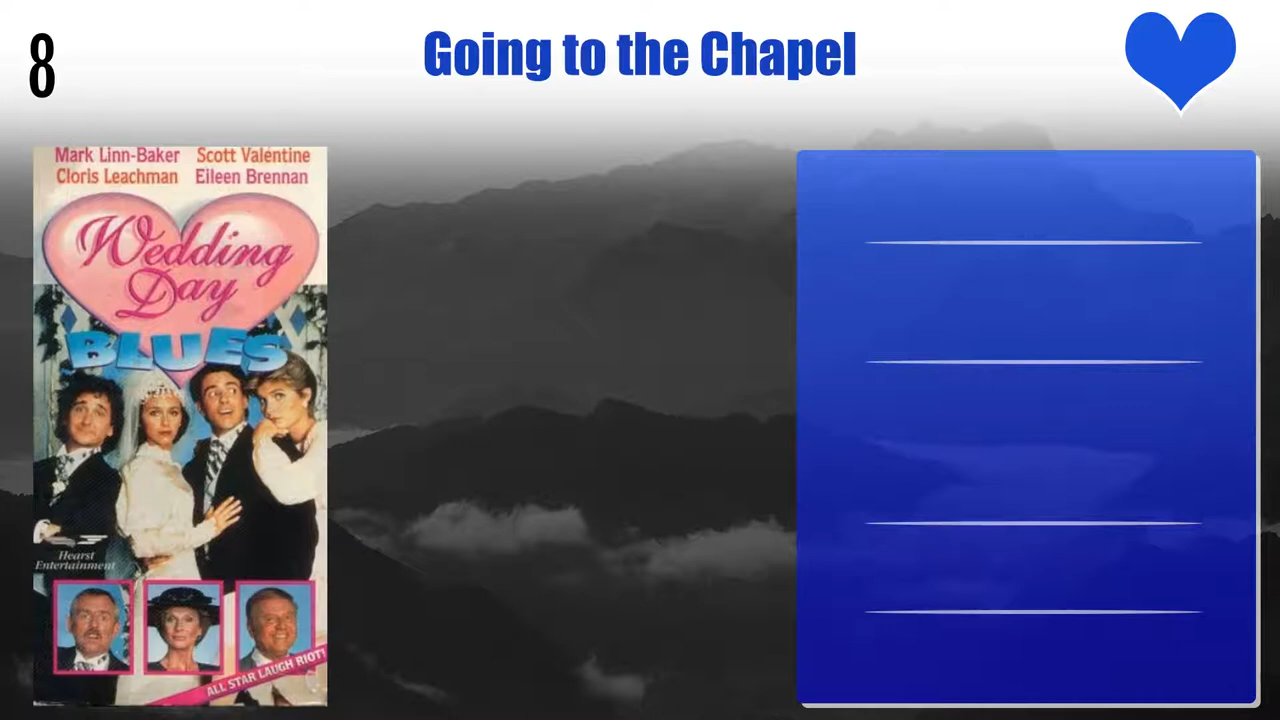 8
Going to the Chapel
Mark Linn-Baker Scott Valentine
Cloris Leachman Eileen Brennan
Wedding
Day
BLUES
Hearst
Entertainment
ALL STAR LAUGH RIOT!